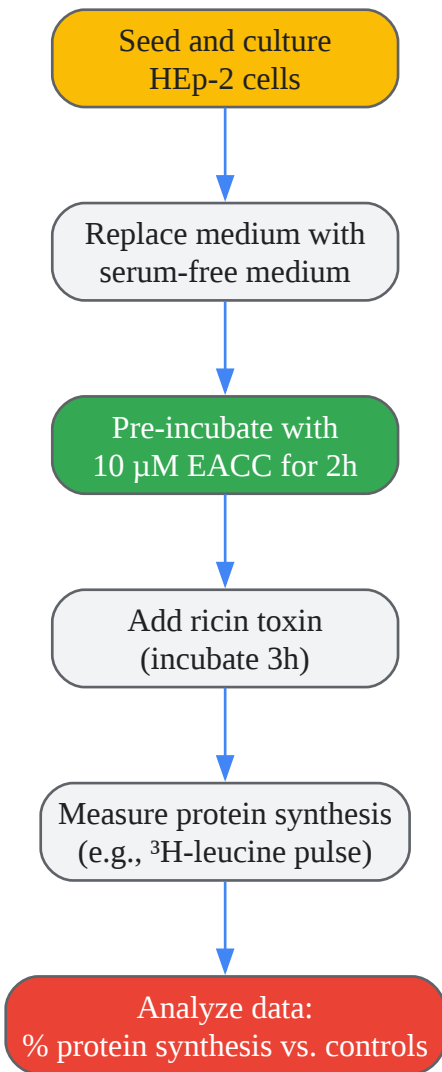 Seed and culture
HEp-2 cells
Replace medium with
serum-free medium
Pre-incubate with
10 µM EACC for 2h
Add ricin toxin
(incubate 3h)
Measure protein synthesis
(e.g., ³H-leucine pulse)
Analyze data:
% protein synthesis vs. controls